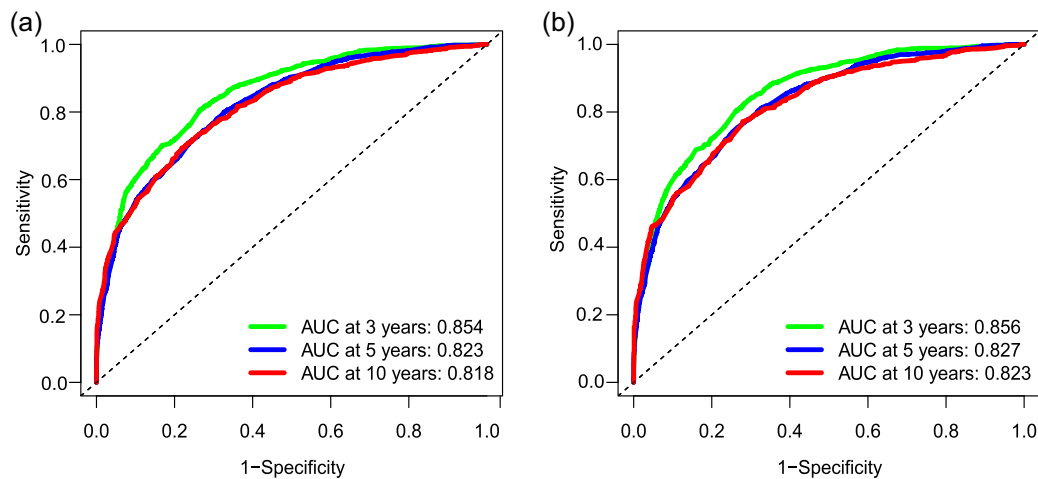 (a)
1.0
0.8
0.6
0.4
0.2
0.0
Sensitivity
AUC at 3 years: 0.854
AUC at 5 years: 0.823
AUC at 10 years: 0.818
0.0 0.2 0.4 0.6 0.8 1.0
1−Specificity
(b)
1.0
0.8
0.6
0.4
0.2
0.0
Sensitivity
AUC at 3 years: 0.856
AUC at 5 years: 0.827
AUC at 10 years: 0.823
0.0 0.2 0.4 0.6 0.8 1.0
1−Specificity